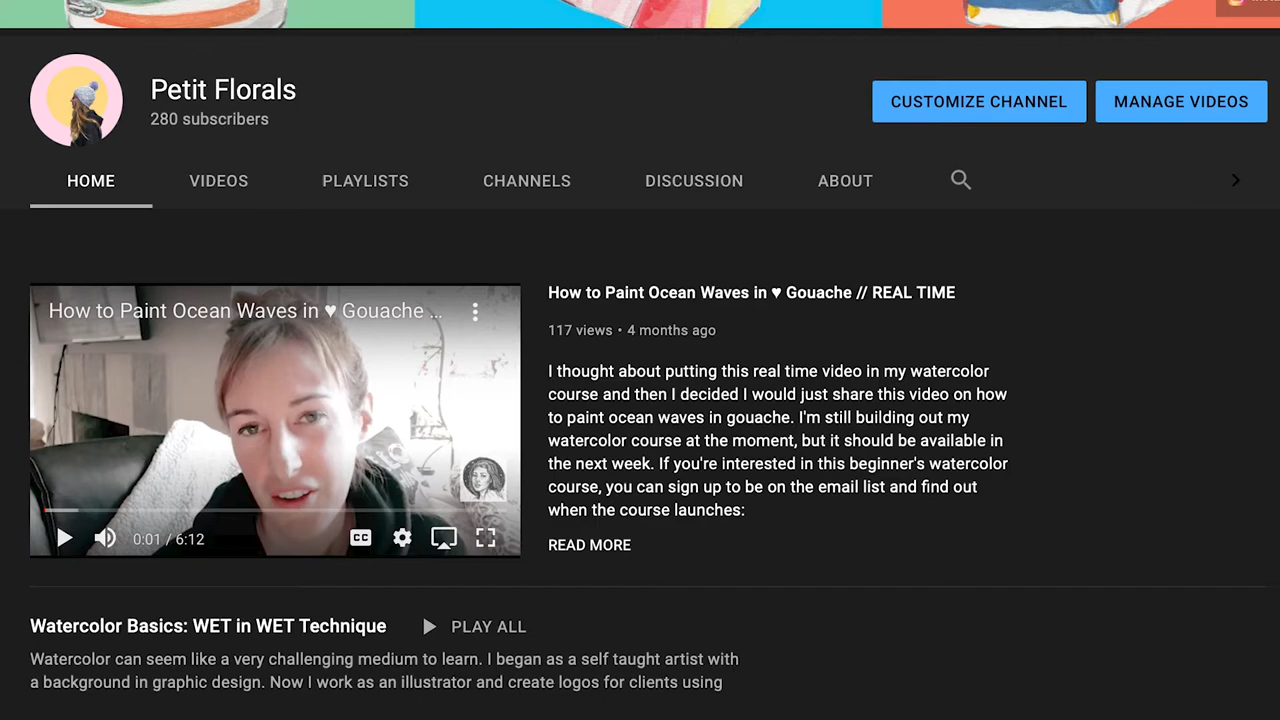 Petit Florals
280 subscribers
CUSTOMIZE CHANNEL
MANAGE VIDEOS
HOME
VIDEOS
PLAYLISTS
CHANNELS
DISCUSSION
ABOUT
How to Paint Ocean Waves in ♥ Gouache ...
CC
0:01 / 6:12
How to Paint Ocean Waves in ♥ Gouache // REAL TIME
117 views • 4 months ago
I thought about putting this real time video in my watercolor
course and then I decided I would just share this video on how
to paint ocean waves in gouache. I'm still building out my
watercolor course at the moment, but it should be available in
the next week. If you're interested in this beginner's watercolor
course, you can sign up to be on the email list and find out
when the course launches:
READ MORE
Watercolor Basics: WET in WET Technique
PLAY ALL
Watercolor can seem like a very challenging medium to learn. I began as a self taught artist with
a background in graphic design. Now I work as an illustrator and create logos for clients using